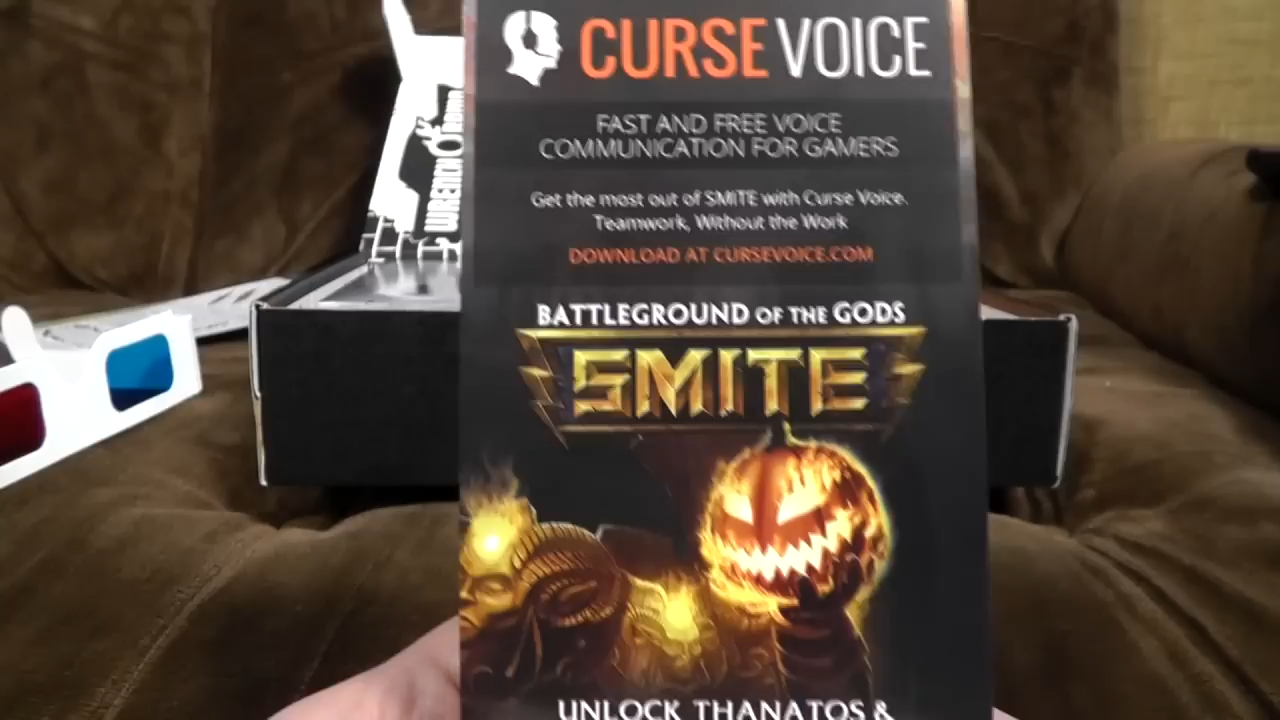 CURSE VOICE
FAST AND FREE VOICE
COMMUNICATION FOR GAMERS
Get the most out of SMITE with Curse Voice.
Teamwork, Without the Work
DOWNLOAD AT CURSEVOICE.COM
BATTLEGROUND OF THE GODS
SMITE
UNLOCK THANATOS &
WRENCH